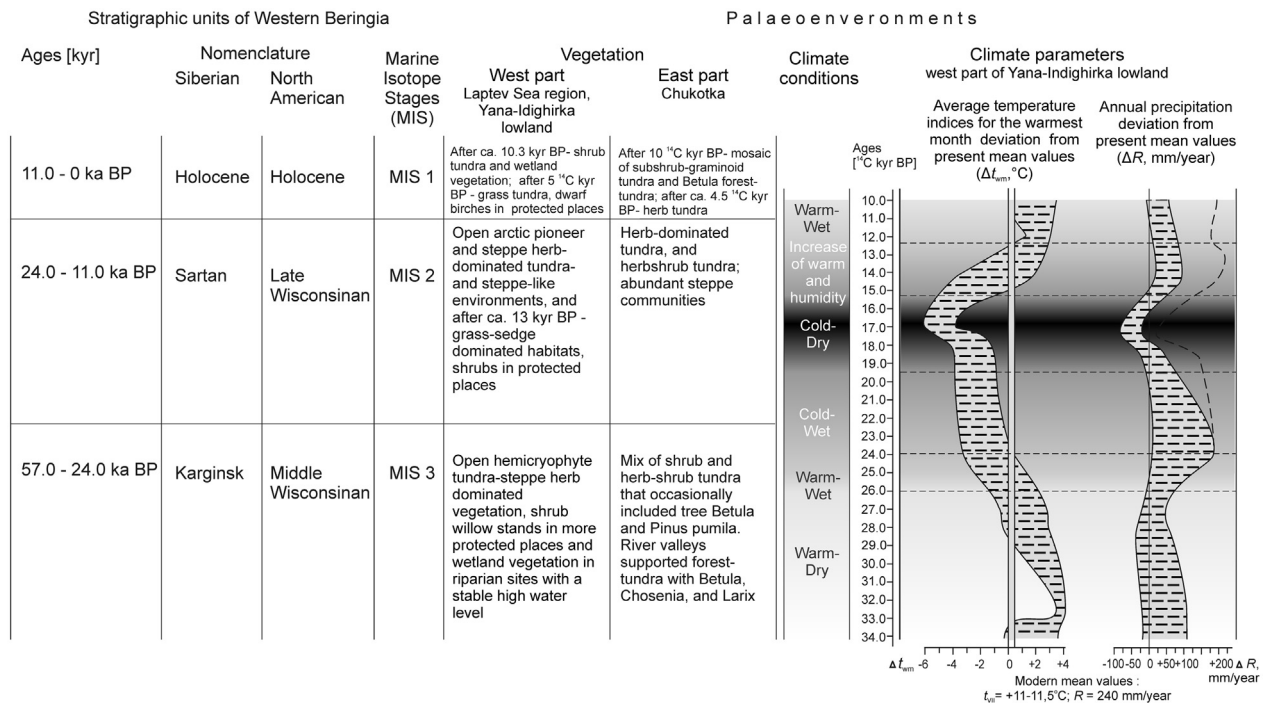 Stratigraphic units of Western Beringia
Palaeoenveronments
Ages [kyr]
Nomenclature
Siberian
North
American
Marine
Isotope
Stages
(MIS)
Vegetation
West part
Laptev Sea region,
Yana-Idighirka
lowland
East part
Chukotka
Climate
conditions
Climate parameters
west part of Yana-Indighirka lowland
Average temperature
indices for the warmest
month deviation from
present mean values
(Δtwm,°C)
Annual precipitation
deviation from
present mean values
(ΔR, mm/year)
Ages
[¹⁴C kyr BP]
11.0 - 0 ka BP
Holocene
Holocene
MIS 1
After ca. 10.3 kyr BP- shrub
tundra and wetland
vegetation; after 5 ¹⁴C kyr
BP - grass tundra, dwarf
birches in protected places
After 10 ¹⁴C kyr BP- mosaic
of subshrub-graminoid
tundra and Betula forest-
tundra; after ca. 4.5 ¹⁴C kyr
BP- herb tundra
24.0 - 11.0 ka BP
Sartan
Late
Wisconsinan
MIS 2
Open arctic pioneer
and steppe herb-
dominated tundra-
and steppe-like
environments, and
after ca. 13 kyr BP -
grass-sedge
dominated habitats,
shrubs in protected
places
Herb-dominated
tundra, and
herbshrub tundra;
abundant steppe
communities
57.0 - 24.0 ka BP
Karginsk
Middle
Wisconsinan
MIS 3
Open hemicryophyte
tundra-steppe herb
dominated
vegetation, shrub
willow stands in more
protected places and
wetland vegetation in
riparian sites with a
stable high water
level
Mix of shrub and
herb-shrub tundra
that occasionally
included tree Betula
and Pinus pumila.
River valleys
supported forest-
tundra with Betula,
Chosenia, and Larix
Warm-
Wet
Increase
of warm
and
humidity
Cold-
Dry
Cold-
Wet
Warm-
Wet
Warm-
Dry
10.0
11.0
12.0
13.0
14.0
15.0
16.0
17.0
18.0
19.0
20.0
21.0
22.0
23.0
24.0
26.0
27.0
28.0
29.0
30.0
31.0
32.0
33.0
34.0
Δtwm -6 -4 -2 0 +2 +4
-100 -50 0 +50 +100 +200 ΔR,
mm/year
Modern mean values :
tVII= +11-11,5°C; R = 240 mm/year